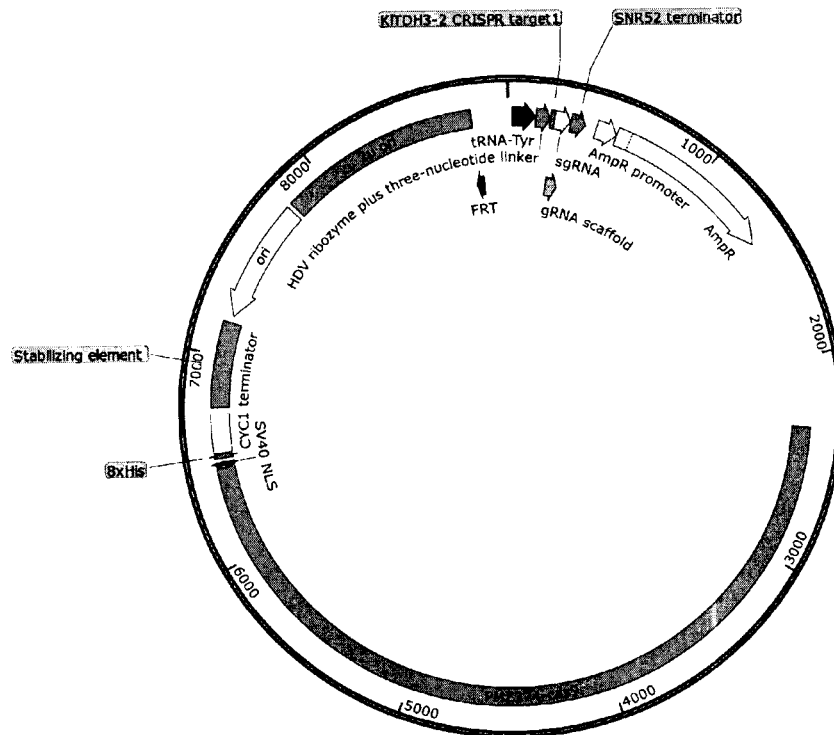 KlTDH3-2 CRISPR target1
SNR52 terminator
tRNA-Tyr
HDV ribozyme plus three-nucleotide linker
sgRNA
AmpR promoter
AmpR
FRT
gRNA scaffold
1000
2000
3000
4000
5000
6000
7000
8000
ori
Stabilizing element
CYC1 terminator
SV40 NLS
8xHis